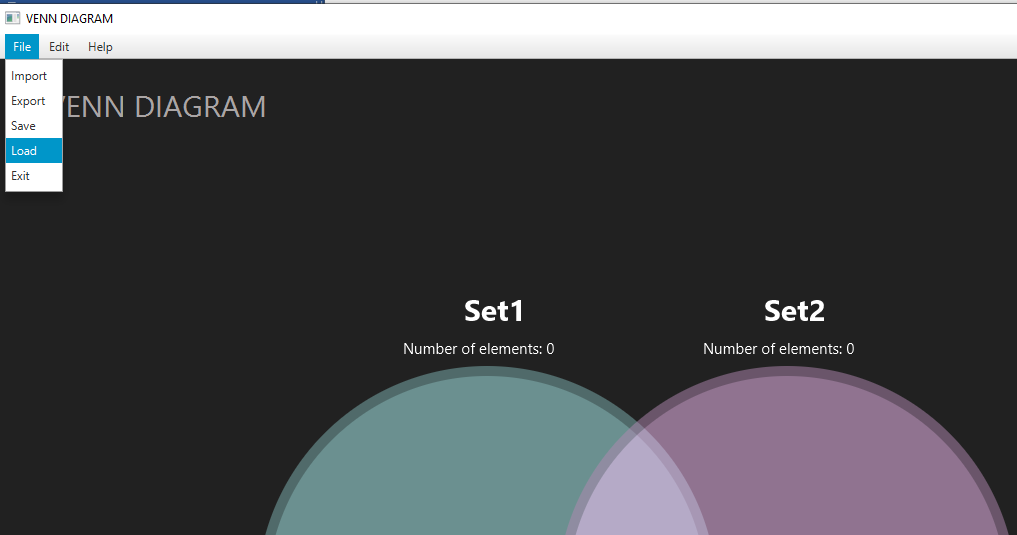 VENN DIAGRAM
File Edit Help
Import
Export
Save
Load
Exit
VENN DIAGRAM
Set1 Set2
Number of elements: 0 Number of elements: 0